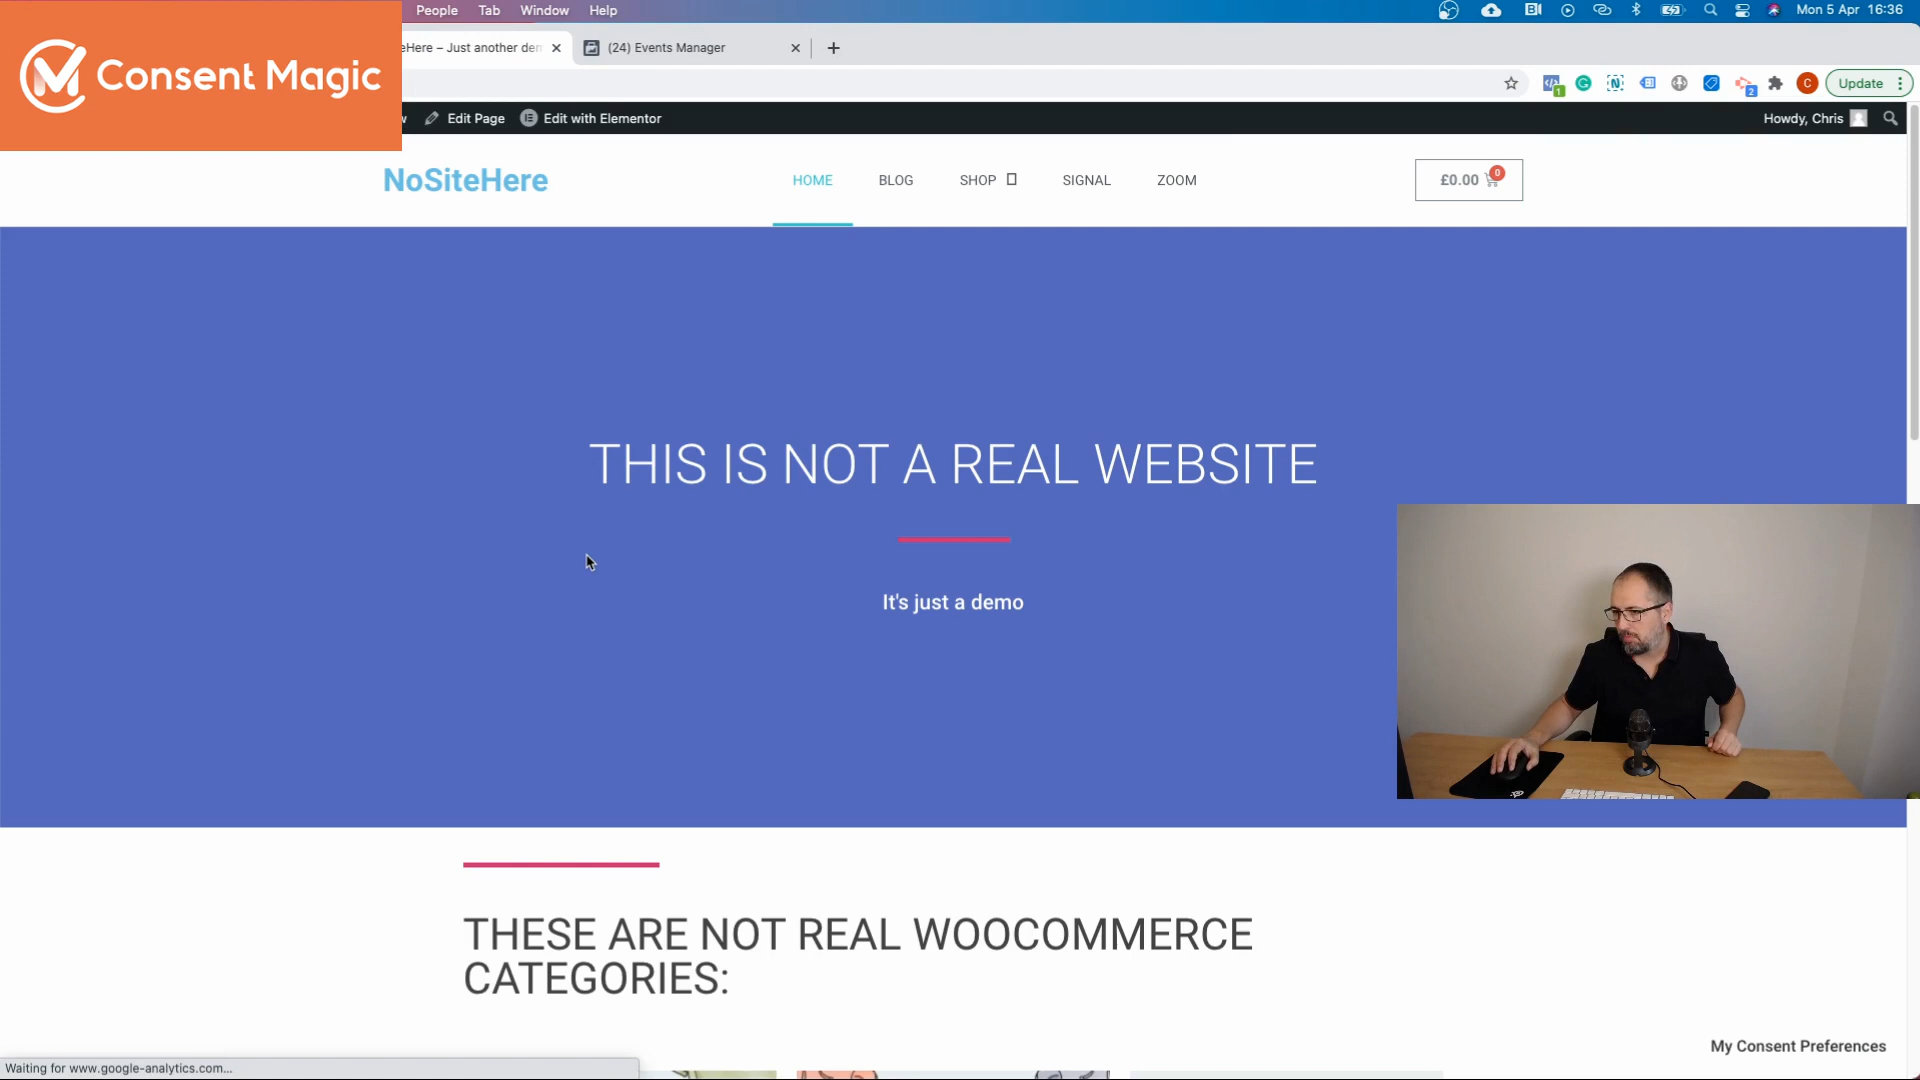 People Tab Window Help
Mon 5 Apr 16:36
Consent Magic
eHere – Just another den
(24) Events Manager
1
2
C
Update
Edit Page
Edit with Elementor
Howdy, Chris
NoSiteHere
HOME
BLOG
SHOP
SIGNAL
ZOOM
£0.00
0
THIS IS NOT A REAL WEBSITE
It's just a demo
THESE ARE NOT REAL WOOCOMMERCE
CATEGORIES:
My Consent Preferences
Waiting for www.google-analytics.com...